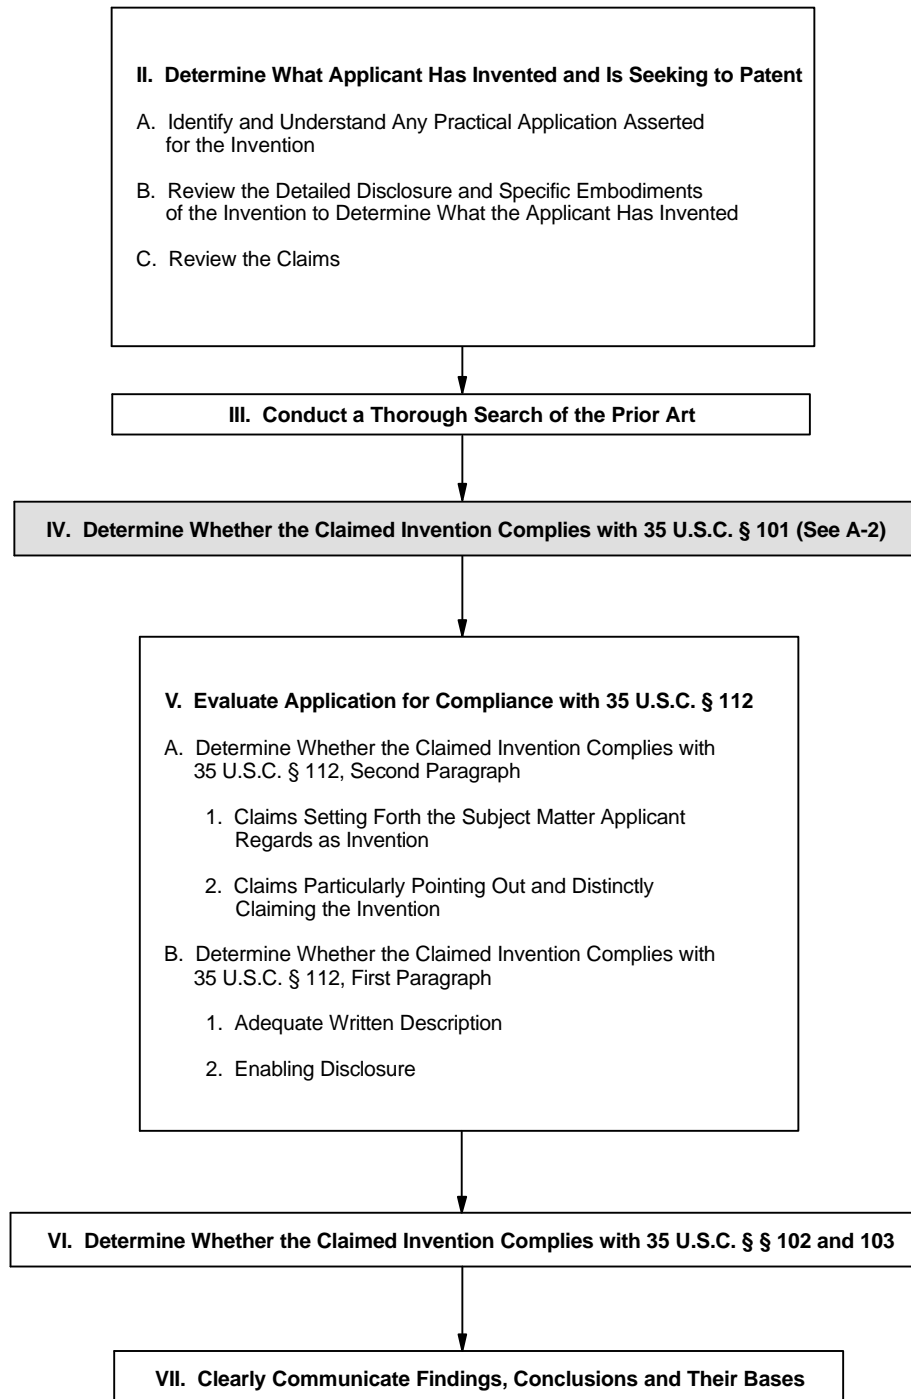 II. Determine What Applicant Has Invented and Is Seeking to Patent
A. Identify and Understand Any Practical Application Asserted
for the Invention
B. Review the Detailed Disclosure and Specific Embodiments
of the Invention to Determine What the Applicant Has Invented
C. Review the Claims
III. Conduct a Thorough Search of the Prior Art
IV. Determine Whether the Claimed Invention Complies with 35 U.S.C. § 101 (See A-2)
V. Evaluate Application for Compliance with 35 U.S.C. § 112
A. Determine Whether the Claimed Invention Complies with
35 U.S.C. § 112, Second Paragraph
1. Claims Setting Forth the Subject Matter Applicant
Regards as Invention
2. Claims Particularly Pointing Out and Distinctly
Claiming the Invention
B. Determine Whether the Claimed Invention Complies with
35 U.S.C. § 112, First Paragraph
1. Adequate Written Description
2. Enabling Disclosure
VI. Determine Whether the Claimed Invention Complies with 35 U.S.C. § § 102 and 103
VII. Clearly Communicate Findings, Conclusions and Their Bases